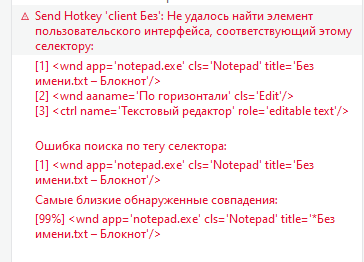 Send Hotkey 'client Без': Не удалось найти элемент
пользовательского интерфейса, соответствующий этому
селектору:
[1] <wnd app='notepad.exe' cls='Notepad' title='Без
имени.txt – Блокнот'/>
[2] <wnd aaname='По горизонтали' cls='Edit'/>
[3] <ctrl name='Текстовый редактор' role='editable text'/>
Ошибка поиска по тегу селектора:
[1] <wnd app='notepad.exe' cls='Notepad' title='Без
имени.txt – Блокнот'/>
Самые близкие обнаруженные совпадения:
[99%] <wnd app='notepad.exe' cls='Notepad' title='*Без
имени.txt – Блокнот'/>